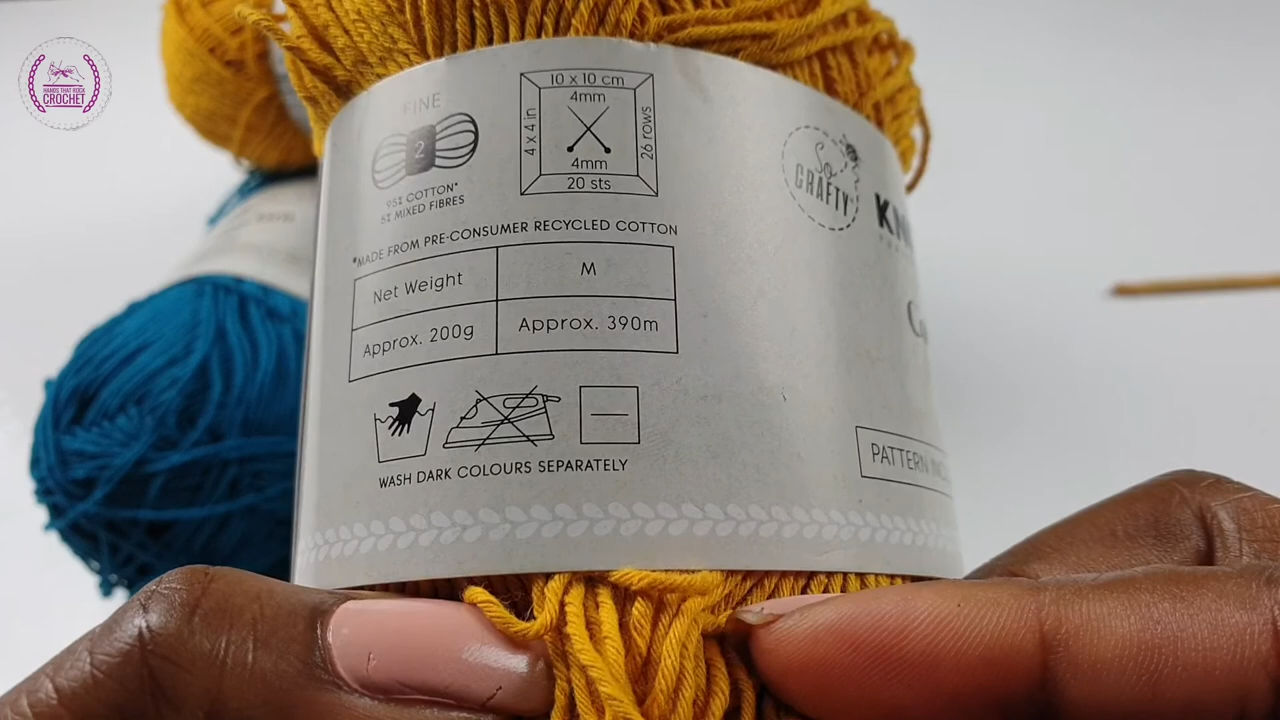 HANDS THAT ROCK
CROCHET
FINE
2
95% COTTON*
5% MIXED FIBRES
10 x 10 cm
4mm
4 x 4 in
26 rows
4mm
20 sts
*MADE FROM PRE-CONSUMER RECYCLED COTTON
Net Weight
M
Approx. 200g
Approx. 390m
WASH DARK COLOURS SEPARATELY
So
CRAFTY
PATTERN